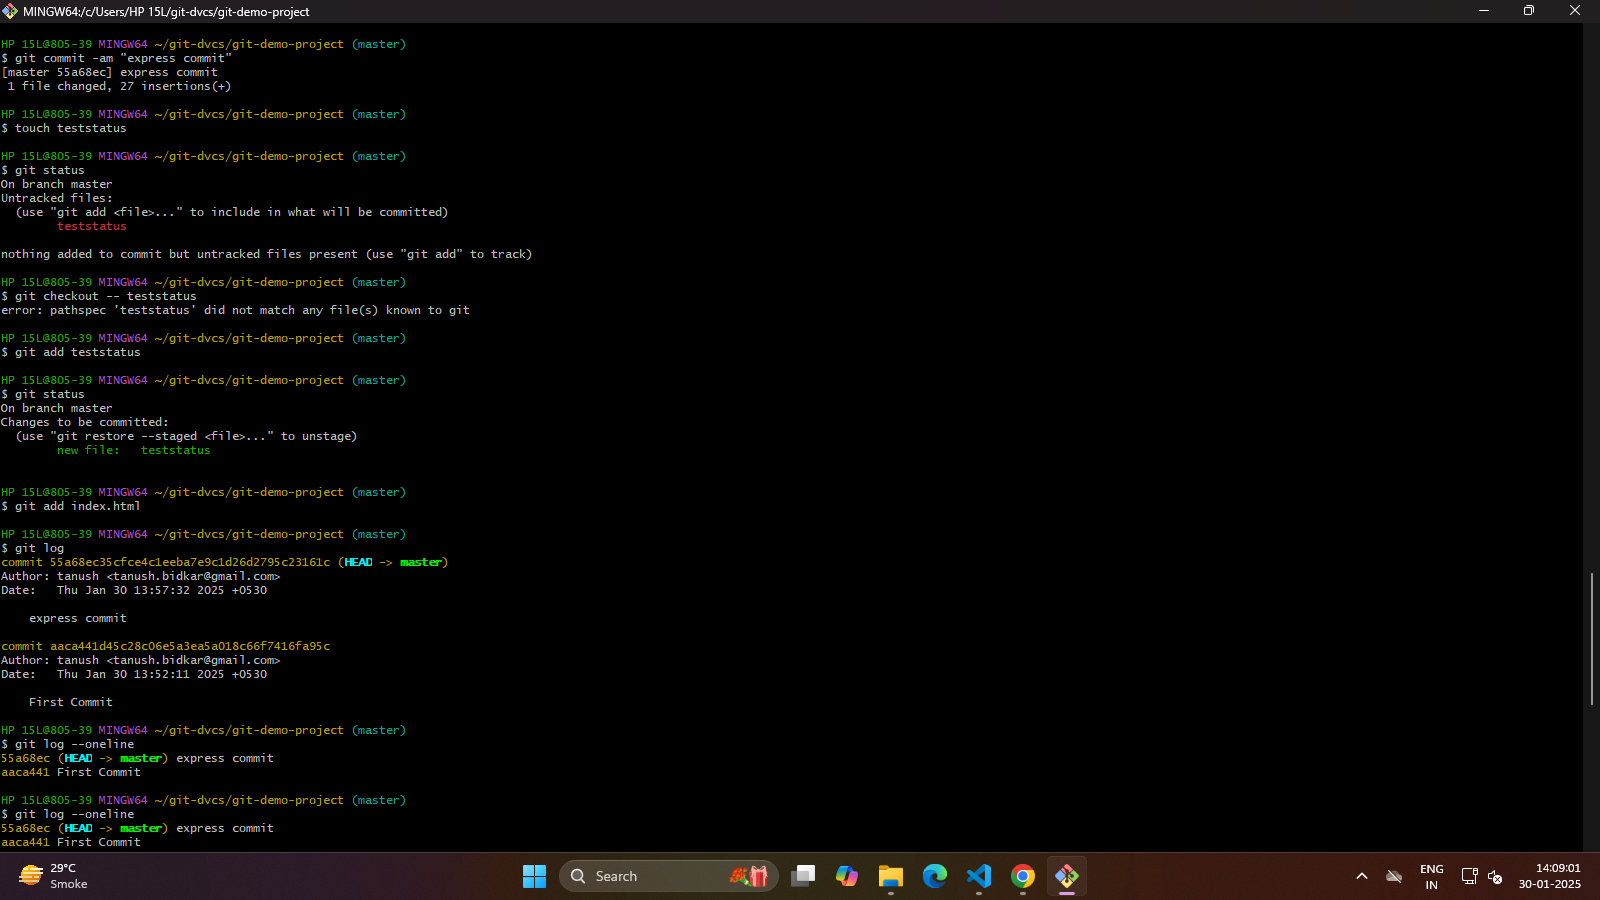 MINGW64:/c/Users/HP 15L/git-dvcs/git-demo-project
HP 15L@805-39 MINGW64 ~/git-dvcs/git-demo-project (master)
$ git commit -am "express commit"
[master 55a68ec] express commit
 1 file changed, 27 insertions(+)
HP 15L@805-39 MINGW64 ~/git-dvcs/git-demo-project (master)
$ touch teststatus
HP 15L@805-39 MINGW64 ~/git-dvcs/git-demo-project (master)
$ git status
On branch master
Untracked files:
  (use "git add <file>..." to include in what will be committed)
        teststatus
nothing added to commit but untracked files present (use "git add" to track)
HP 15L@805-39 MINGW64 ~/git-dvcs/git-demo-project (master)
$ git checkout -- teststatus
error: pathspec 'teststatus' did not match any file(s) known to git
HP 15L@805-39 MINGW64 ~/git-dvcs/git-demo-project (master)
$ git add teststatus
HP 15L@805-39 MINGW64 ~/git-dvcs/git-demo-project (master)
$ git status
On branch master
Changes to be committed:
  (use "git restore --staged <file>..." to unstage)
        new file:   teststatus
HP 15L@805-39 MINGW64 ~/git-dvcs/git-demo-project (master)
$ git add index.html
HP 15L@805-39 MINGW64 ~/git-dvcs/git-demo-project (master)
$ git log
commit 55a68ec35cfce4c1eeba7e9c1d26d2795c23161c (HEAD -> master)
Author: tanush <tanush.bidkar@gmail.com>
Date:   Thu Jan 30 13:57:32 2025 +0530
    express commit
commit aaca441d45c28c06e5a3ea5a018c66f7416fa95c
Author: tanush <tanush.bidkar@gmail.com>
Date:   Thu Jan 30 13:52:11 2025 +0530
    First Commit
HP 15L@805-39 MINGW64 ~/git-dvcs/git-demo-project (master)
$ git log --oneline
55a68ec (HEAD -> master) express commit
aaca441 First Commit
HP 15L@805-39 MINGW64 ~/git-dvcs/git-demo-project (master)
$ git log --oneline
55a68ec (HEAD -> master) express commit
aaca441 First Commit
29°C
Smoke
Search
ENG
IN
14:09:01
30-01-2025